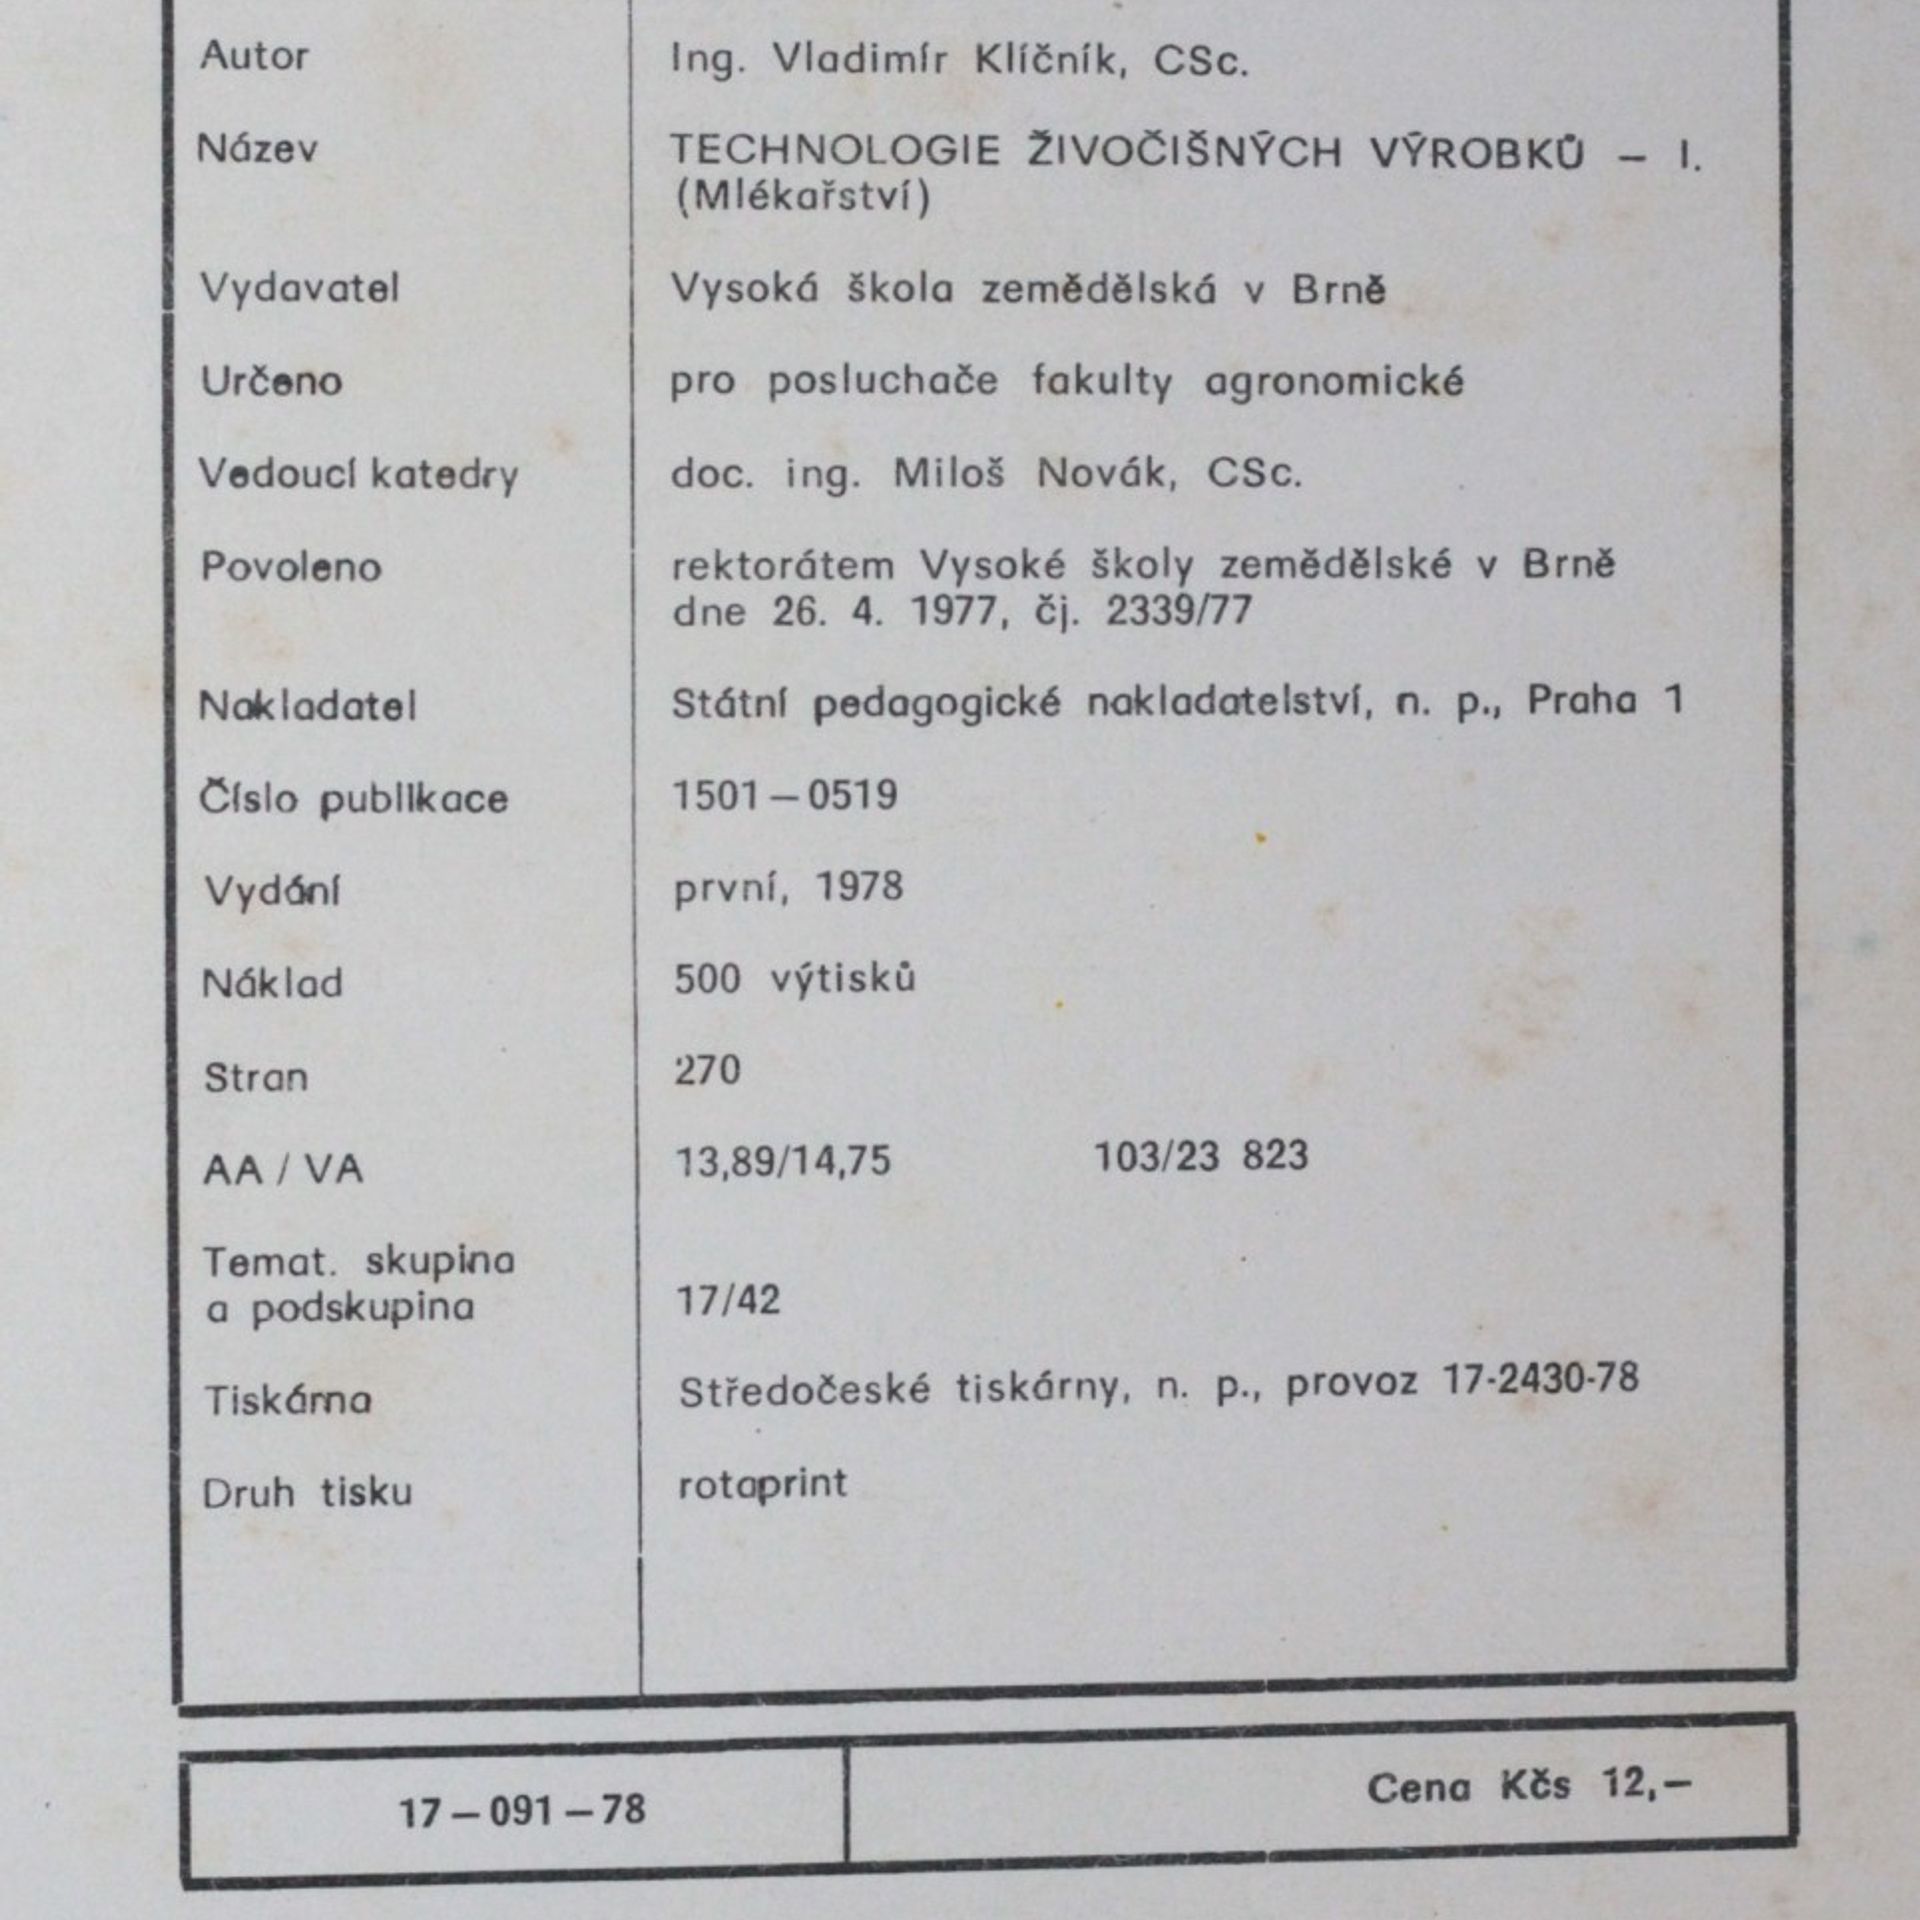 Autor Ing. Vladimír Klíčník, CSc.
Název TECHNOLOGIE ŽIVOČIŠNÝCH VÝROBKŮ – I.
(Mlékařství)
Vydavatel Vysoká škola zemědělská v Brně
Určeno pro posluchače fakulty agronomické
Vedoucí katedry doc. ing. Miloš Novák, CSc.
Povoleno rektorátem Vysoké školy zemědělské v Brně
dne 26. 4. 1977, čj. 2339/77
Nakladatel Státní pedagogické nakladatelství, n. p., Praha 1
Číslo publikace 1501–0519
Vydání první, 1978
Náklad 500 výtisků
Stran 270
AA / VA 13,89/14,75 103/23 823
Temat. skupina
a podskupina 17/42
Tiskárna Středočeské tiskárny, n. p., provoz 17-2430-78
Druh tisku rotaprint
17–091–78 Cena Kčs 12,–